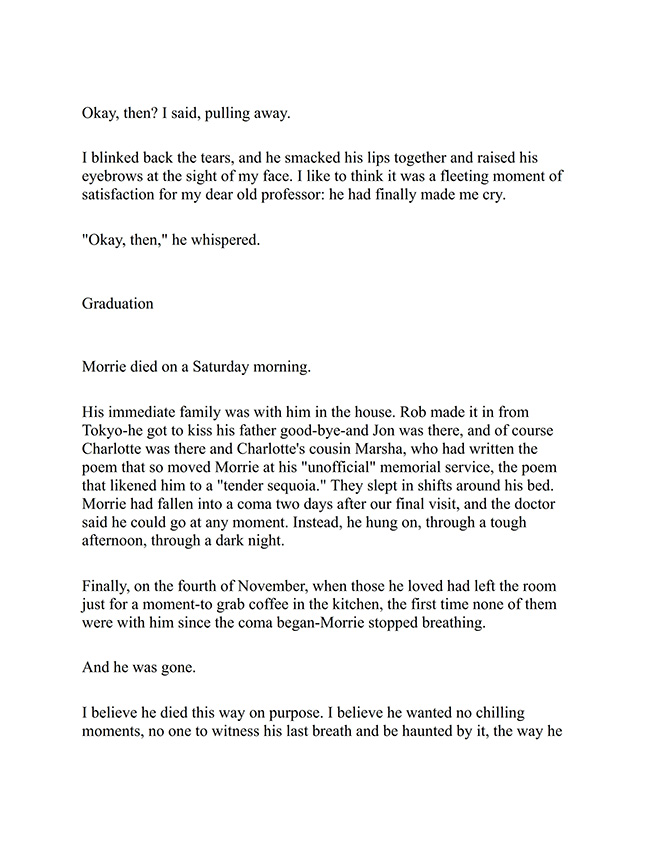 Okay, then? I said, pulling away.
I blinked back the tears, and he smacked his lips together and raised his
eyebrows at the sight of my face. I like to think it was a fleeting moment of
satisfaction for my dear old professor: he had finally made me cry.
"Okay, then," he whispered.
Graduation
Morrie died on a Saturday morning.
His immediate family was with him in the house. Rob made it in from
Tokyo-he got to kiss his father good-bye-and Jon was there, and of course
Charlotte was there and Charlotte's cousin Marsha, who had written the
poem that so moved Morrie at his "unofficial" memorial service, the poem
that likened him to a "tender sequoia." They slept in shifts around his bed.
Morrie had fallen into a coma two days after our final visit, and the doctor
said he could go at any moment. Instead, he hung on, through a tough
afternoon, through a dark night.
Finally, on the fourth of November, when those he loved had left the room
just for a moment-to grab coffee in the kitchen, the first time none of them
were with him since the coma began-Morrie stopped breathing.
And he was gone.
I believe he died this way on purpose. I believe he wanted no chilling
moments, no one to witness his last breath and be haunted by it, the way he